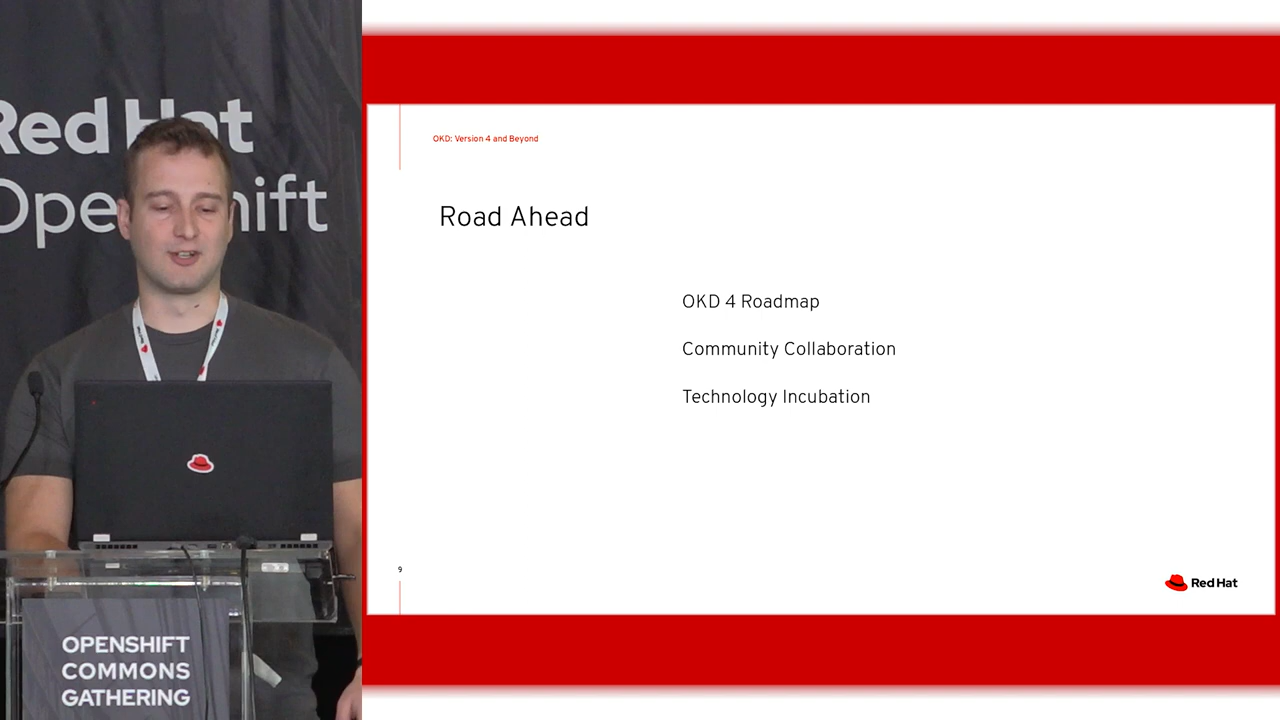 Red Hat
OpenShift
OPENSHIFT
COMMONS
GATHERING
OKD: Version 4 and Beyond
Road Ahead
OKD 4 Roadmap
Community Collaboration
Technology Incubation
9
Red Hat